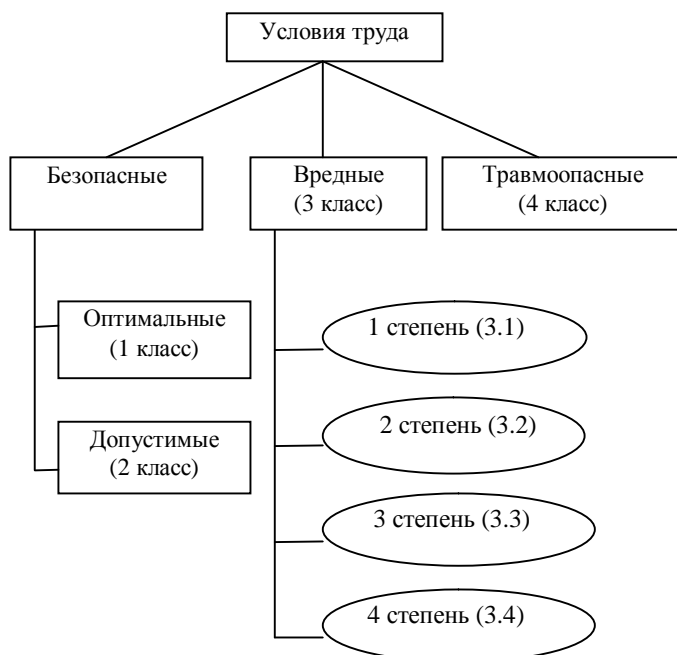 Условия труда
Безопасные
Вредные
(3 класс)
Травмоопасные
(4 класс)
Оптимальные
(1 класс)
Допустимые
(2 класс)
1 степень (3.1)
2 степень (3.2)
3 степень (3.3)
4 степень (3.4)